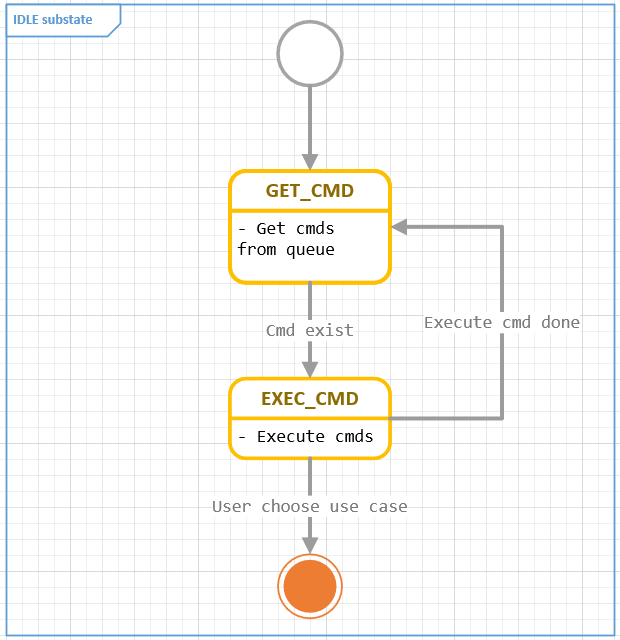 IDLE substate
GET_CMD
- Get cmds
from queue
Cmd exist
Execute cmd done
EXEC_CMD
- Execute cmds
User choose use case